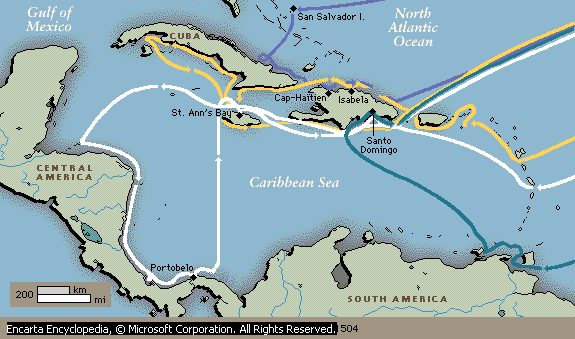 Gulf of
Mexico
San Salvador I.
North
Atlantic
Ocean
CUBA
Cap-Haïtien
Isabela
St. Ann's Bay
Santo
Domingo
CENTRAL
AMERICA
Caribbean Sea
Portobelo
200
km
mi
SOUTH AMERICA
Encarta Encyclopedia, © Microsoft Corporation. All Rights Reserved.
1504